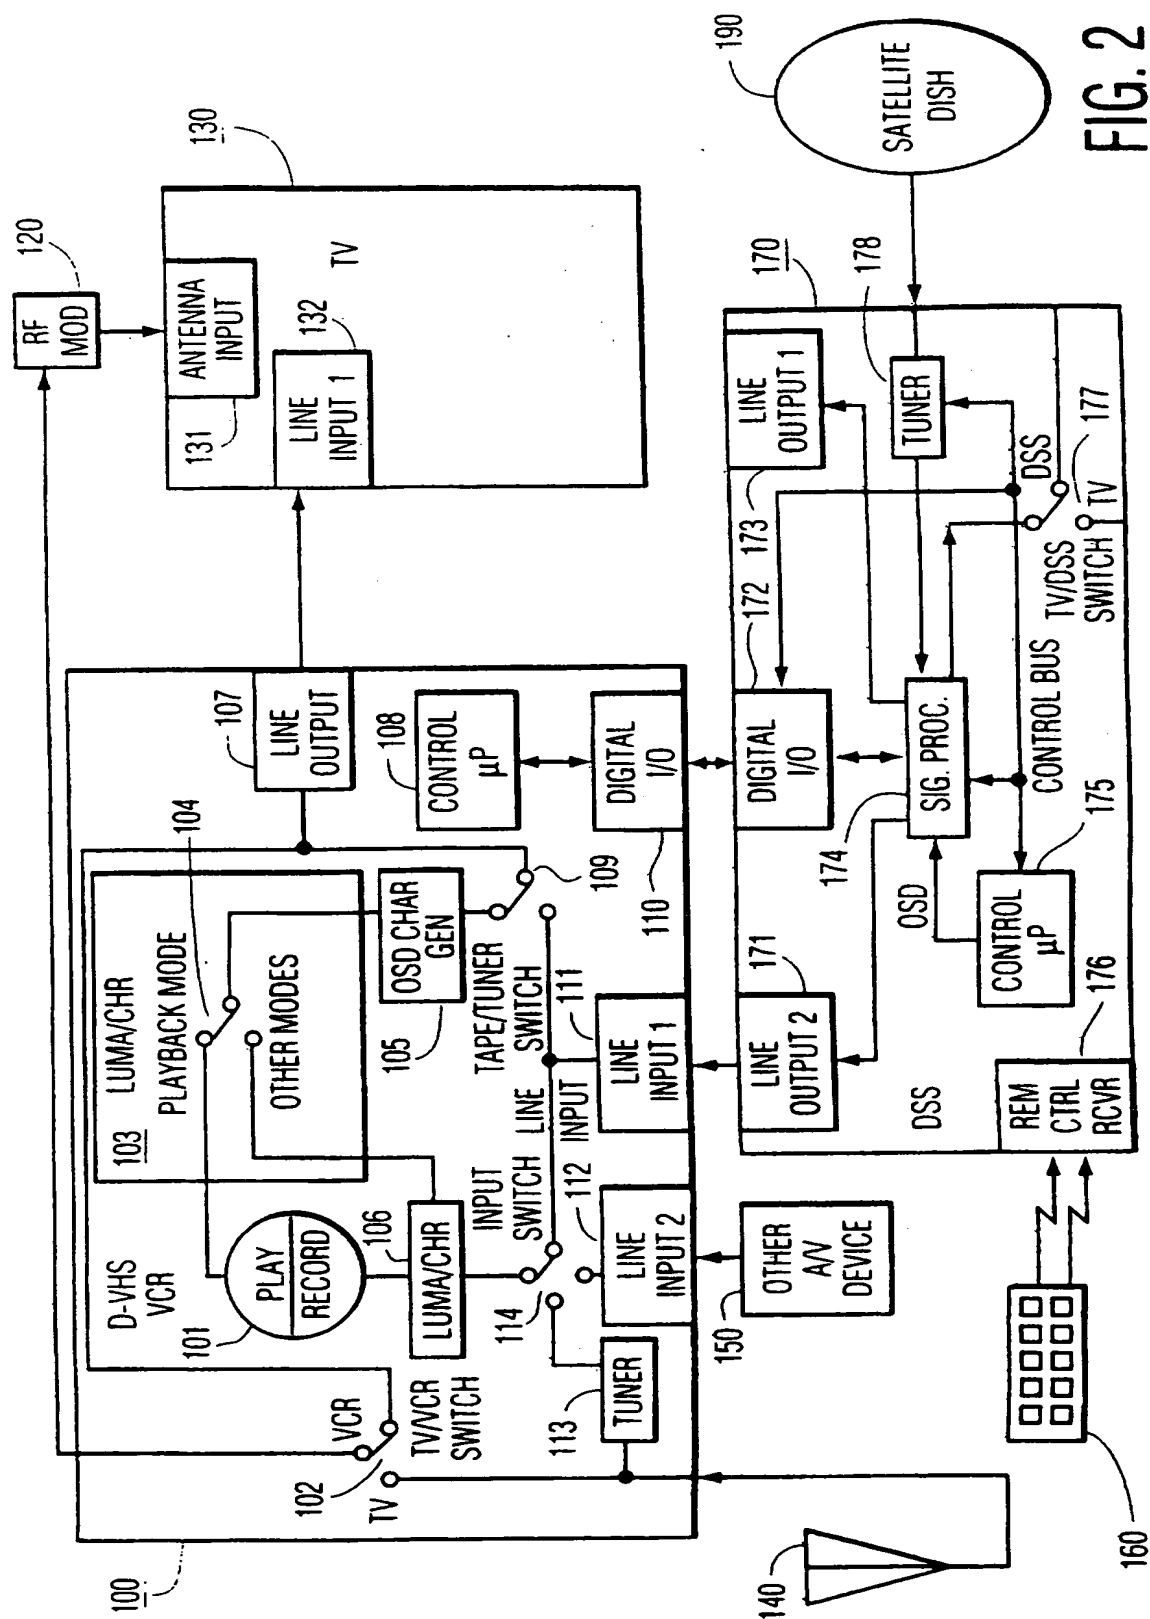 100
D-VHS
VCR
101
PLAY
RECORD
102
VCR
TV
TV/VCR
SWITCH
103
LUMA/CHR
PLAYBACK MODE
104
OTHER MODES
106
LUMA/CHR
OSD CHAR
GEN
105
107
LINE
OUTPUT
108
CONTROL
µP
INPUT
SWITCH
114
TAPE/TUNER
LINE
INPUT
SWITCH
109
113
TUNER
112
LINE
INPUT 2
111
LINE
INPUT 1
110
DIGITAL
I/O
120
RF
MOD
130
TV
131
ANTENNA
INPUT
132
LINE
INPUT 1
140
150
OTHER
A/V
DEVICE
160
170
DSS
171
LINE
OUTPUT 2
172
DIGITAL
I/O
173
LINE
OUTPUT 1
174
SIG. PROC.
OSD
175
CONTROL
µP
CONTROL BUS
176
REM
CTRL
RCVR
TV/DSS
SWITCH
DSS
TV
177
178
TUNER
190
SATELLITE
DISH
FIG. 2